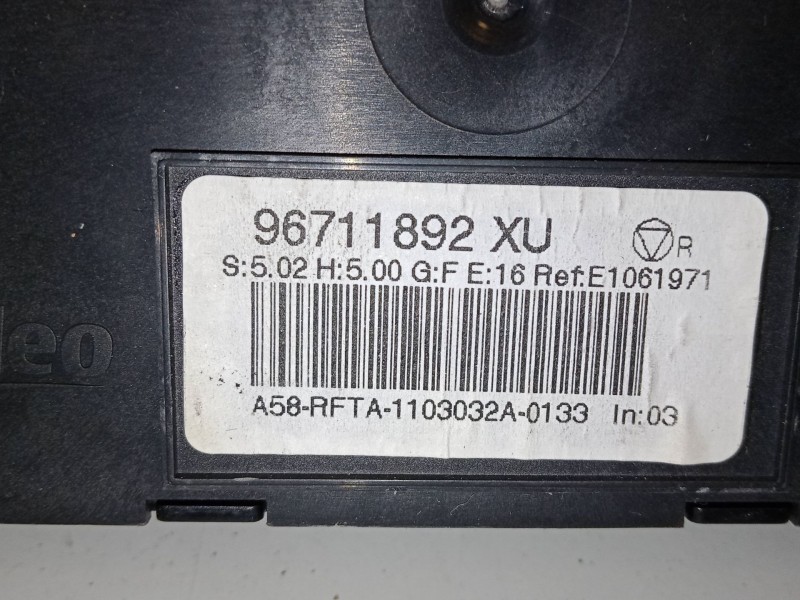 96711892 XU
R
S:5.02 H:5.00 G:F E:16 Ref:E1061971
A58-RFTA-1103032A-0133 In:03